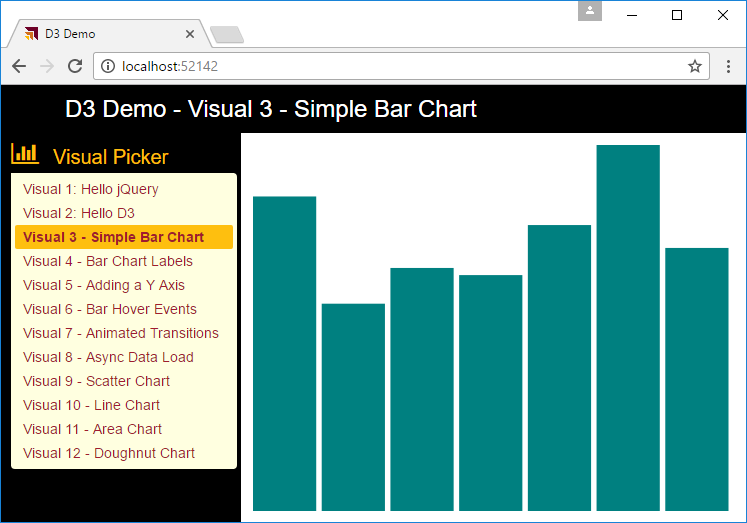 D3 Demo
localhost:52142
D3 Demo - Visual 3 - Simple Bar Chart
Visual Picker
Visual 1: Hello jQuery
Visual 2: Hello D3
Visual 3 - Simple Bar Chart
Visual 4 - Bar Chart Labels
Visual 5 - Adding a Y Axis
Visual 6 - Bar Hover Events
Visual 7 - Animated Transitions
Visual 8 - Async Data Load
Visual 9 - Scatter Chart
Visual 10 - Line Chart
Visual 11 - Area Chart
Visual 12 - Doughnut Chart